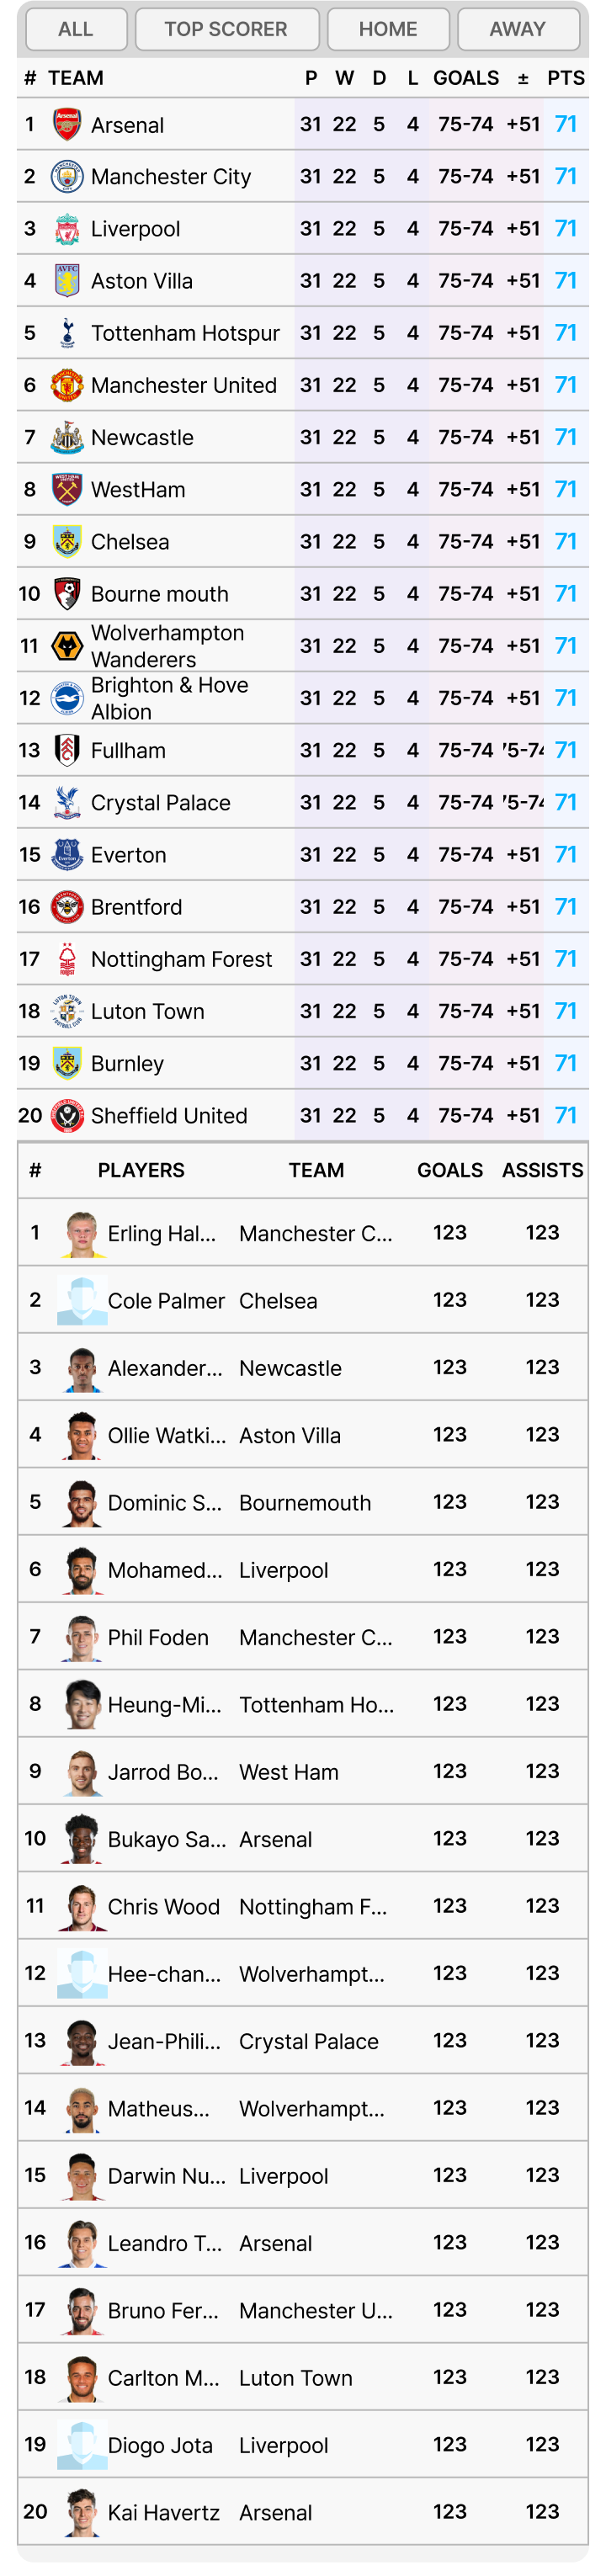 ALL TOP SCORER HOME AWAY
# TEAM P W D L GOALS ± PTS
1 Arsenal 31 22 5 4 75-74 +51 71
2 Manchester City 31 22 5 4 75-74 +51 71
3 Liverpool 31 22 5 4 75-74 +51 71
4 Aston Villa 31 22 5 4 75-74 +51 71
5 Tottenham Hotspur 31 22 5 4 75-74 +51 71
6 Manchester United 31 22 5 4 75-74 +51 71
7 Newcastle 31 22 5 4 75-74 +51 71
8 WestHam 31 22 5 4 75-74 +51 71
9 Chelsea 31 22 5 4 75-74 +51 71
10 Bourne mouth 31 22 5 4 75-74 +51 71
11 Wolverhampton Wanderers 31 22 5 4 75-74 +51 71
12 Brighton & Hove Albion 31 22 5 4 75-74 +51 71
13 Fullham 31 22 5 4 75-74 75-74 71
14 Crystal Palace 31 22 5 4 75-74 75-74 71
15 Everton 31 22 5 4 75-74 +51 71
16 Brentford 31 22 5 4 75-74 +51 71
17 Nottingham Forest 31 22 5 4 75-74 +51 71
18 Luton Town 31 22 5 4 75-74 +51 71
19 Burnley 31 22 5 4 75-74 +51 71
20 Sheffield United 31 22 5 4 75-74 +51 71
# PLAYERS TEAM GOALS ASSISTS
1 Erling Hal... Manchester C... 123 123
2 Cole Palmer Chelsea 123 123
3 Alexander... Newcastle 123 123
4 Ollie Watki... Aston Villa 123 123
5 Dominic S... Bournemouth 123 123
6 Mohamed... Liverpool 123 123
7 Phil Foden Manchester C... 123 123
8 Heung-Mi... Tottenham Ho... 123 123
9 Jarrod Bo... West Ham 123 123
10 Bukayo Sa... Arsenal 123 123
11 Chris Wood Nottingham F... 123 123
12 Hee-chan... Wolverhampt... 123 123
13 Jean-Phili... Crystal Palace 123 123
14 Matheus... Wolverhampt... 123 123
15 Darwin Nu... Liverpool 123 123
16 Leandro T... Arsenal 123 123
17 Bruno Fer... Manchester U... 123 123
18 Carlton M... Luton Town 123 123
19 Diogo Jota Liverpool 123 123
20 Kai Havertz Arsenal 123 123